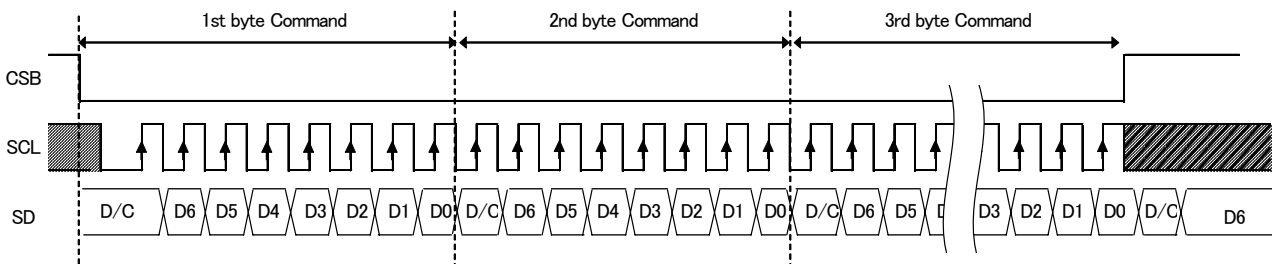 1st byte Command 2nd byte Command 3rd byte Command
CSB
SCL
SD D/C D6 D5 D4 D3 D2 D1 D0 D/C D6 D5 D4 D3 D2 D1 D0 D/C D6 D5 D3 D2 D1 D0 D/C D6